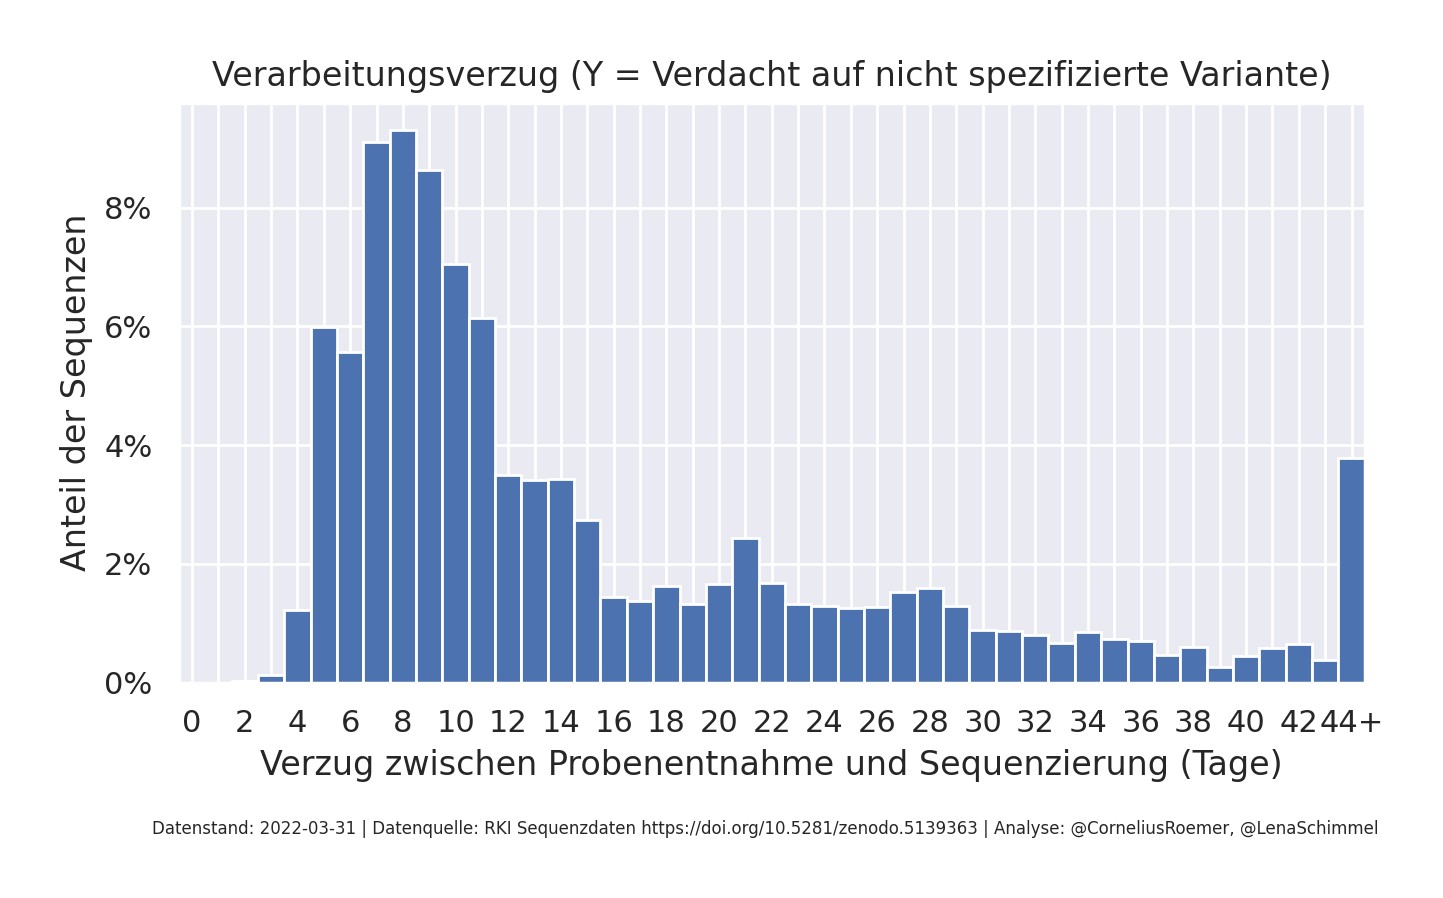 Verarbeitungsverzug (Y = Verdacht auf nicht spezifizierte Variante)
Anteil der Sequenzen
8%
6%
4%
2%
0%
0 2 4 6 8 10 12 14 16 18 20 22 24 26 28 30 32 34 36 38 40 42 44+
Verzug zwischen Probenentnahme und Sequenzierung (Tage)
Datenstand: 2022-03-31 | Datenquelle: RKI Sequenzdaten https://doi.org/10.5281/zenodo.5139363 | Analyse: @CorneliusRoemer, @LenaSchimmel